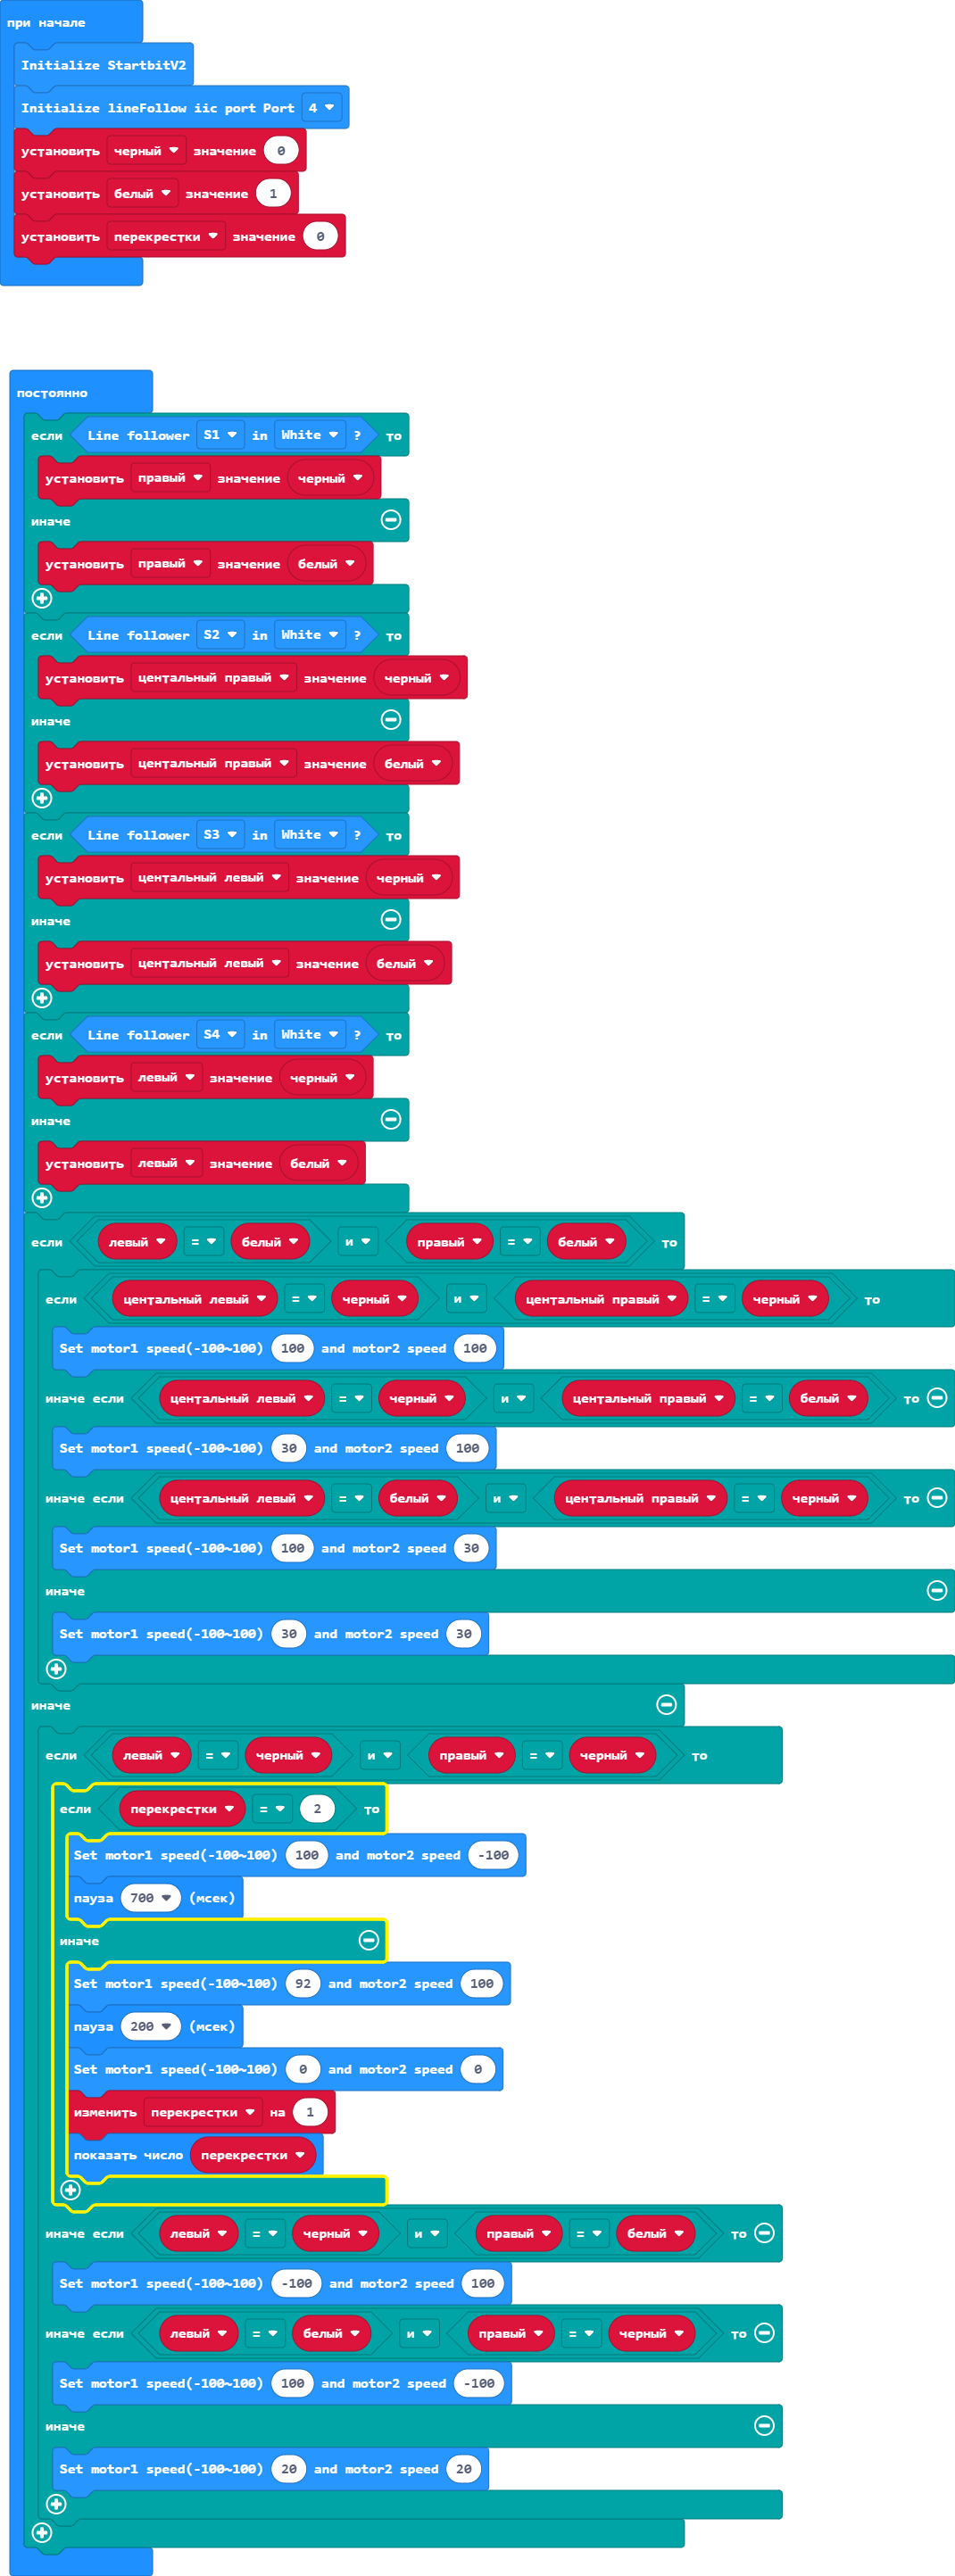 при начале
Initialize StartbitV2
Initialize lineFollow iic port Port 4
установить черный значение 0
установить белый значение 1
установить перекрестки значение 0
постоянно
если Line follower S1 in White ? то
установить правый значение черный
иначе
установить правый значение белый
если Line follower S2 in White ? то
установить центральный правый значение черный
иначе
установить центральный правый значение белый
если Line follower S3 in White ? то
установить центральный левый значение черный
иначе
установить центральный левый значение белый
если Line follower S4 in White ? то
установить левый значение черный
иначе
установить левый значение белый
если левый = белый и правый = белый то
если центральный левый = черный и центральный правый = черный то
Set motor1 speed(-100~100) 100 and motor2 speed 100
иначе если центральный левый = черный и центральный правый = белый то
Set motor1 speed(-100~100) 30 and motor2 speed 100
иначе если центральный левый = белый и центральный правый = черный то
Set motor1 speed(-100~100) 100 and motor2 speed 30
иначе
Set motor1 speed(-100~100) 30 and motor2 speed 30
иначе
если левый = черный и правый = черный то
если перекрестки = 2 то
Set motor1 speed(-100~100) 100 and motor2 speed -100
пауза 700 (мсек)
иначе
Set motor1 speed(-100~100) 92 and motor2 speed 100
пауза 200 (мсек)
Set motor1 speed(-100~100) 0 and motor2 speed 0
изменить перекрестки на 1
показать число перекрестки
иначе если левый = черный и правый = белый то
Set motor1 speed(-100~100) -100 and motor2 speed 100
иначе если левый = белый и правый = черный то
Set motor1 speed(-100~100) 100 and motor2 speed -100
иначе
Set motor1 speed(-100~100) 20 and motor2 speed 20